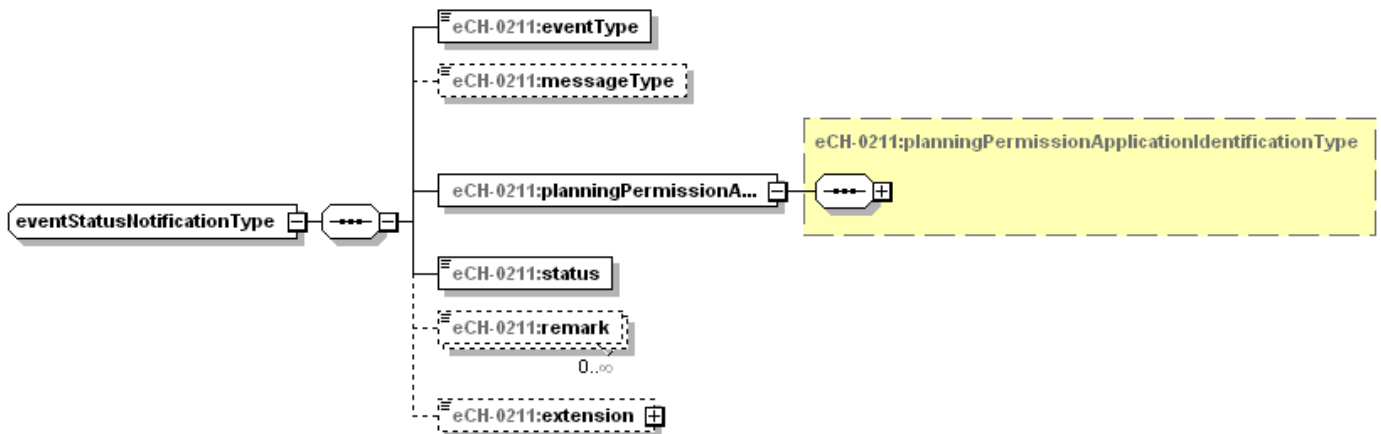 eCH-0211:eventType
eCH-0211:messageType
eCH-0211:planningPermissionApplicationIdentificationType
eCH-0211:planningPermissionA...
eventStatusNotificationType
eCH-0211:status
eCH-0211:remark
0..∞
eCH-0211:extension